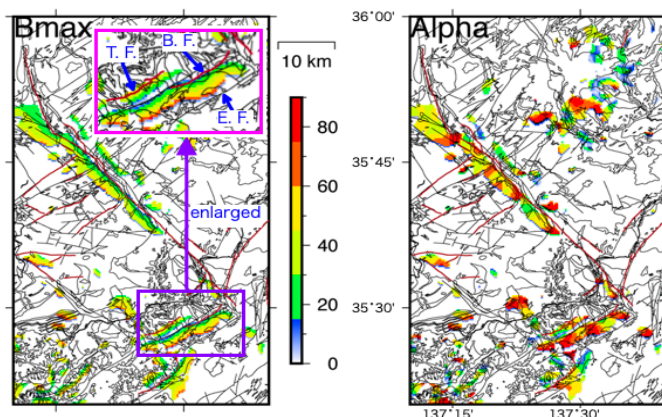 Bmax
T. F.
B. F.
E. F.
enlarged
10 km
80
60
40
20
0
Alpha
36°00'
35°45'
35°30'
137°15'
137°30'